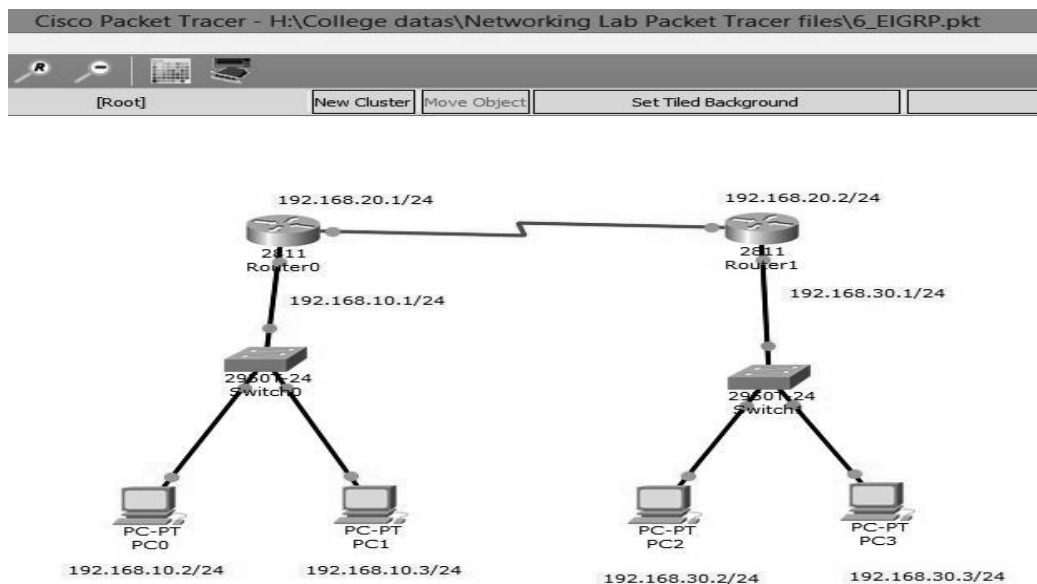 Cisco Packet Tracer - H:\College datas\Networking Lab Packet Tracer files\6_EIGRP.pkt
R
[Root] New Cluster Move Object Set Tiled Background
192.168.20.1/24 192.168.20.2/24
2811 2811
Router0 Router1
192.168.10.1/24 192.168.30.1/24
2950T-24 2950T-24
Switch0 Switch1
PC-PT PC-PT PC-PT PC-PT
PC0 PC1 PC2 PC3
192.168.10.2/24 192.168.10.3/24 192.168.30.2/24 192.168.30.3/24